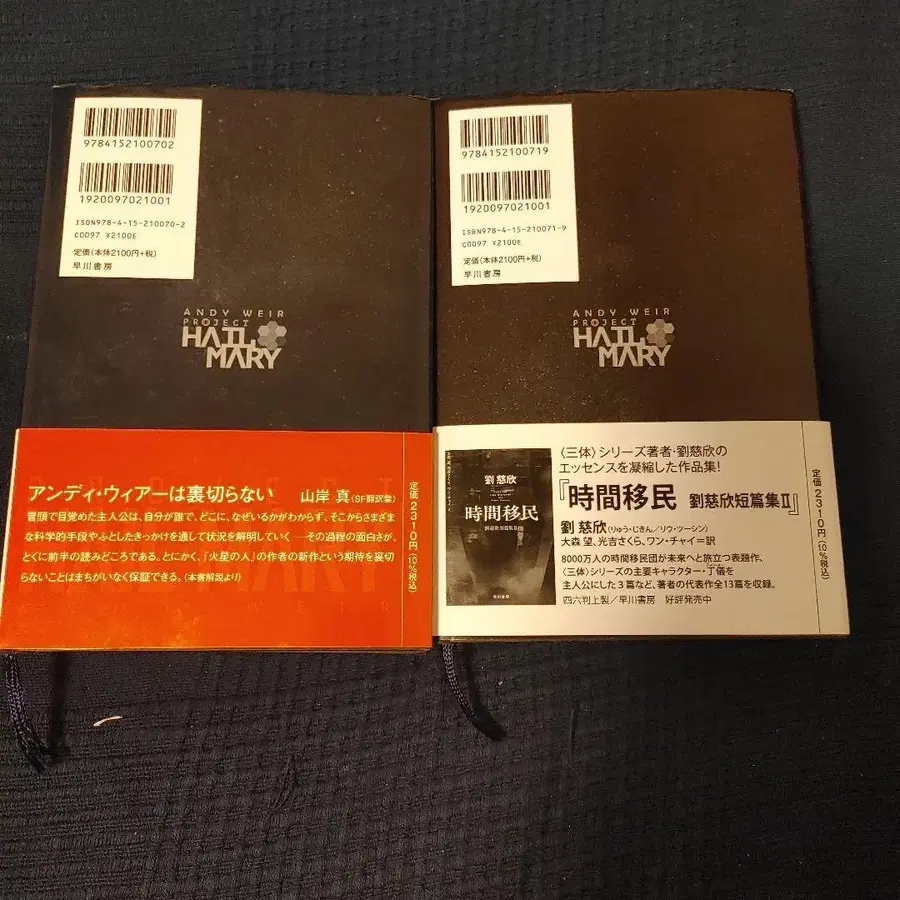 9784152100702
1920097021001
ISBN978-4-15-210070-2
C0097 ¥2100E
定価(本体2100円+税)
早川書房
ANDY WEIR
PROJECT
HAIL
MARY
アンディ・ウィアーは裏切らない 山岸 真(SF翻訳業)
冒頭で目覚めた主人公は、自分が誰で、どこに、なぜいるかがわからず、そこからさまざま
な科学的手段やふとしたきっかけを通して状況を解明していく——その過程の面白さが、
とくに前半の読みどころである。とにかく、『火星の人』の作者の新作という期待を裏切
らないことはまちがいなく保証できる。(本書解説より)
定価2310円(10%税込)
9784152100719
1920097021001
ISBN978-4-15-210071-9
C0097 ¥2100E
定価(本体2100円+税)
早川書房
ANDY WEIR
PROJECT
HAIL
MARY
劉慈欣
時間移民
劉慈欣短篇集Ⅱ
早川書房
〈三体〉シリーズ著者・劉慈欣の
エッセンスを凝縮した作品集!
『時間移民 劉慈欣短篇集Ⅱ』
劉 慈欣(りゅう・じきん/リウ・ツーシン)
大森 望、光吉さくら、ワン・チャイ=訳
8000万人の時間移民団が未来へと旅立つ表題作、
〈三体〉シリーズの主要キャラクター・丁儀を
主人公にした3篇など、著者の代表作全13篇を収録。
四六判上製/早川書房 好評発売中
定価2310円(10%税込)